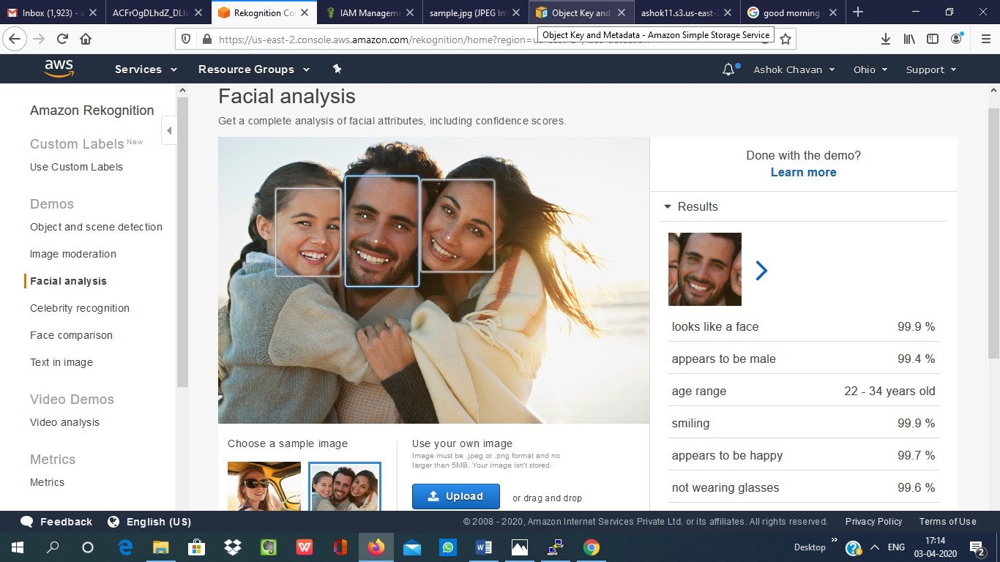 Inbox (1,923) - a
ACFrOgDLhdZ_DLlv
Rekognition Co
IAM Managem
sample.jpg (JPEG Im
Object Key and
ashok11.s3.us-east-
good morning
https://us-east-2.console.aws.amazon.com/rekognition/home?region=us-east-2
Object Key and Metadata - Amazon Simple Storage Service
aws
Services
Resource Groups
Ashok Chavan
Ohio
Support
Amazon Rekognition
Custom Labels New
Use Custom Labels
Demos
Object and scene detection
Image moderation
Facial analysis
Celebrity recognition
Face comparison
Text in image
Video Demos
Video analysis
Metrics
Metrics
Facial analysis
Get a complete analysis of facial attributes, including confidence scores.
Choose a sample image
Use your own image
Image must be .jpeg or .png format and no
larger than 5MB. Your image isn't stored.
Upload
or drag and drop
Done with the demo?
Learn more
Results
looks like a face 99.9 %
appears to be male 99.4 %
age range 22 - 34 years old
smiling 99.9 %
appears to be happy 99.7 %
not wearing glasses 99.6 %
Feedback
English (US)
© 2008 - 2020, Amazon Internet Services Private Ltd. or its affiliates. All rights reserved.
Privacy Policy
Terms of Use
Desktop
ENG
17:14
03-04-2020
2